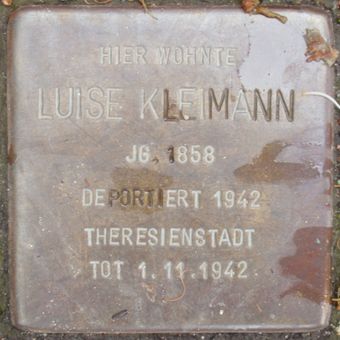 HIER WOHNTE
LUISE KLEIMANN
JG. 1858
DEPORTIERT 1942
THERESIENSTADT
TOT 1.11.1942